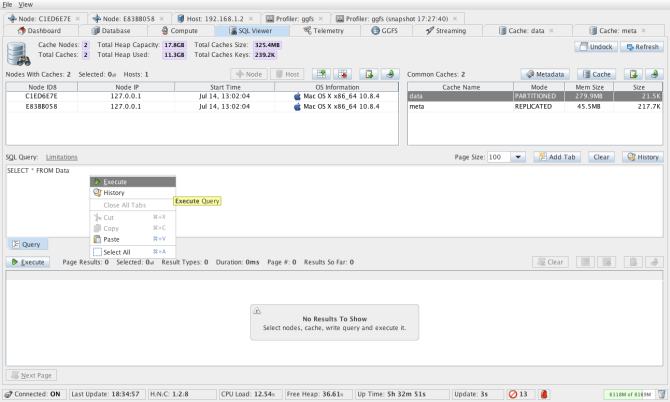 File View
Node: C1ED6E7E × Node: E83BB058 × Host: 192.168.1.2 × Profiler: ggfs × Profiler: ggfs (snapshot 17:27:40) ×
Dashboard Database Compute SQL Viewer Telemetry GGFS Streaming Cache: data × Cache: meta ×
Cache Nodes: 2 Total Heap Capacity: 17.8GB Total Caches Size: 325.4MB
Total Caches: 2 Total Heap Used: 11.3GB Total Caches Keys: 239.2K
Undock Refresh
Nodes With Caches: 2 Selected: 0 Hosts: 1 Node Host Common Caches: 2 Metadata Cache
Node ID8 Node IP Start Time OS Information Cache Name Mode Mem Size Size
C1ED6E7E 127.0.0.1 Jul 14, 13:02:04 Mac OS X x86_64 10.8.4 data PARTITIONED 279.9MB 21.5K
E83BB058 127.0.0.1 Jul 14, 13:02:04 Mac OS X x86_64 10.8.4 meta REPLICATED 45.5MB 217.7K
SQL Query: Limitations Page Size: 100 Add Tab Clear History
SELECT * FROM Data
Execute
History
Execute Query
Close All Tabs
Cut ⌘+X
Copy ⌘+C
Paste ⌘+V
Select All ⌘+A
Query
Execute Page Results: 0 Selected: 0 Result Types: 0 Duration: 0ms Page #: 0 Results So Far: 0 Clear
No Results To Show
Select nodes, cache, write query and execute it.
Next Page
Connected: ON Last Update: 18:34:57 H:N:C: 1:2:8 CPU Load: 12.54% Free Heap: 36.61% Up Time: 5h 32m 51s Update: 3s 13 8118M of 8183M